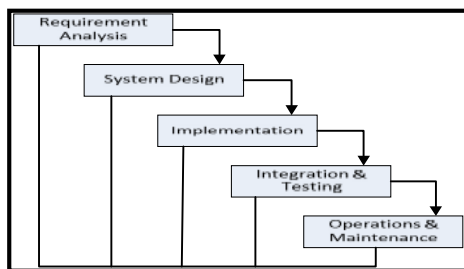 Requirement
Analysis
System Design
Implementation
Integration &
Testing
Operations &
Maintenance